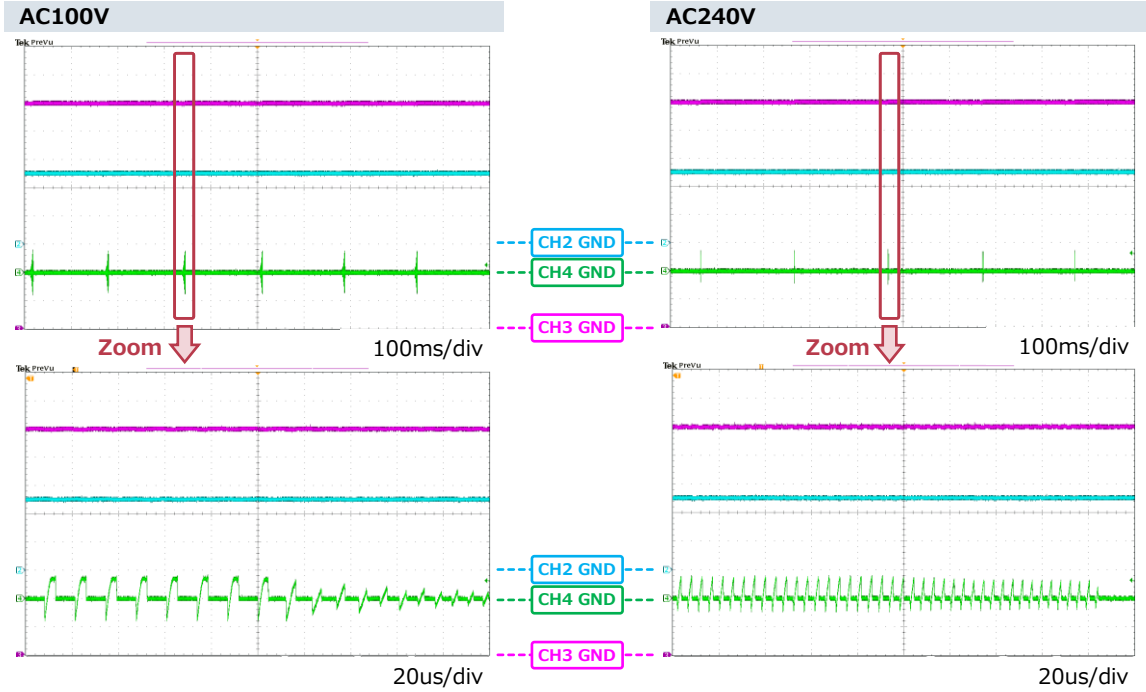 AC100V
AC240V
Tek PreVu
Tek PreVu
CH2 GND
CH4 GND
CH3 GND
Zoom
100ms/div
Zoom
100ms/div
Tek PreVu
Tek PreVu
CH2 GND
CH4 GND
CH3 GND
20us/div
20us/div